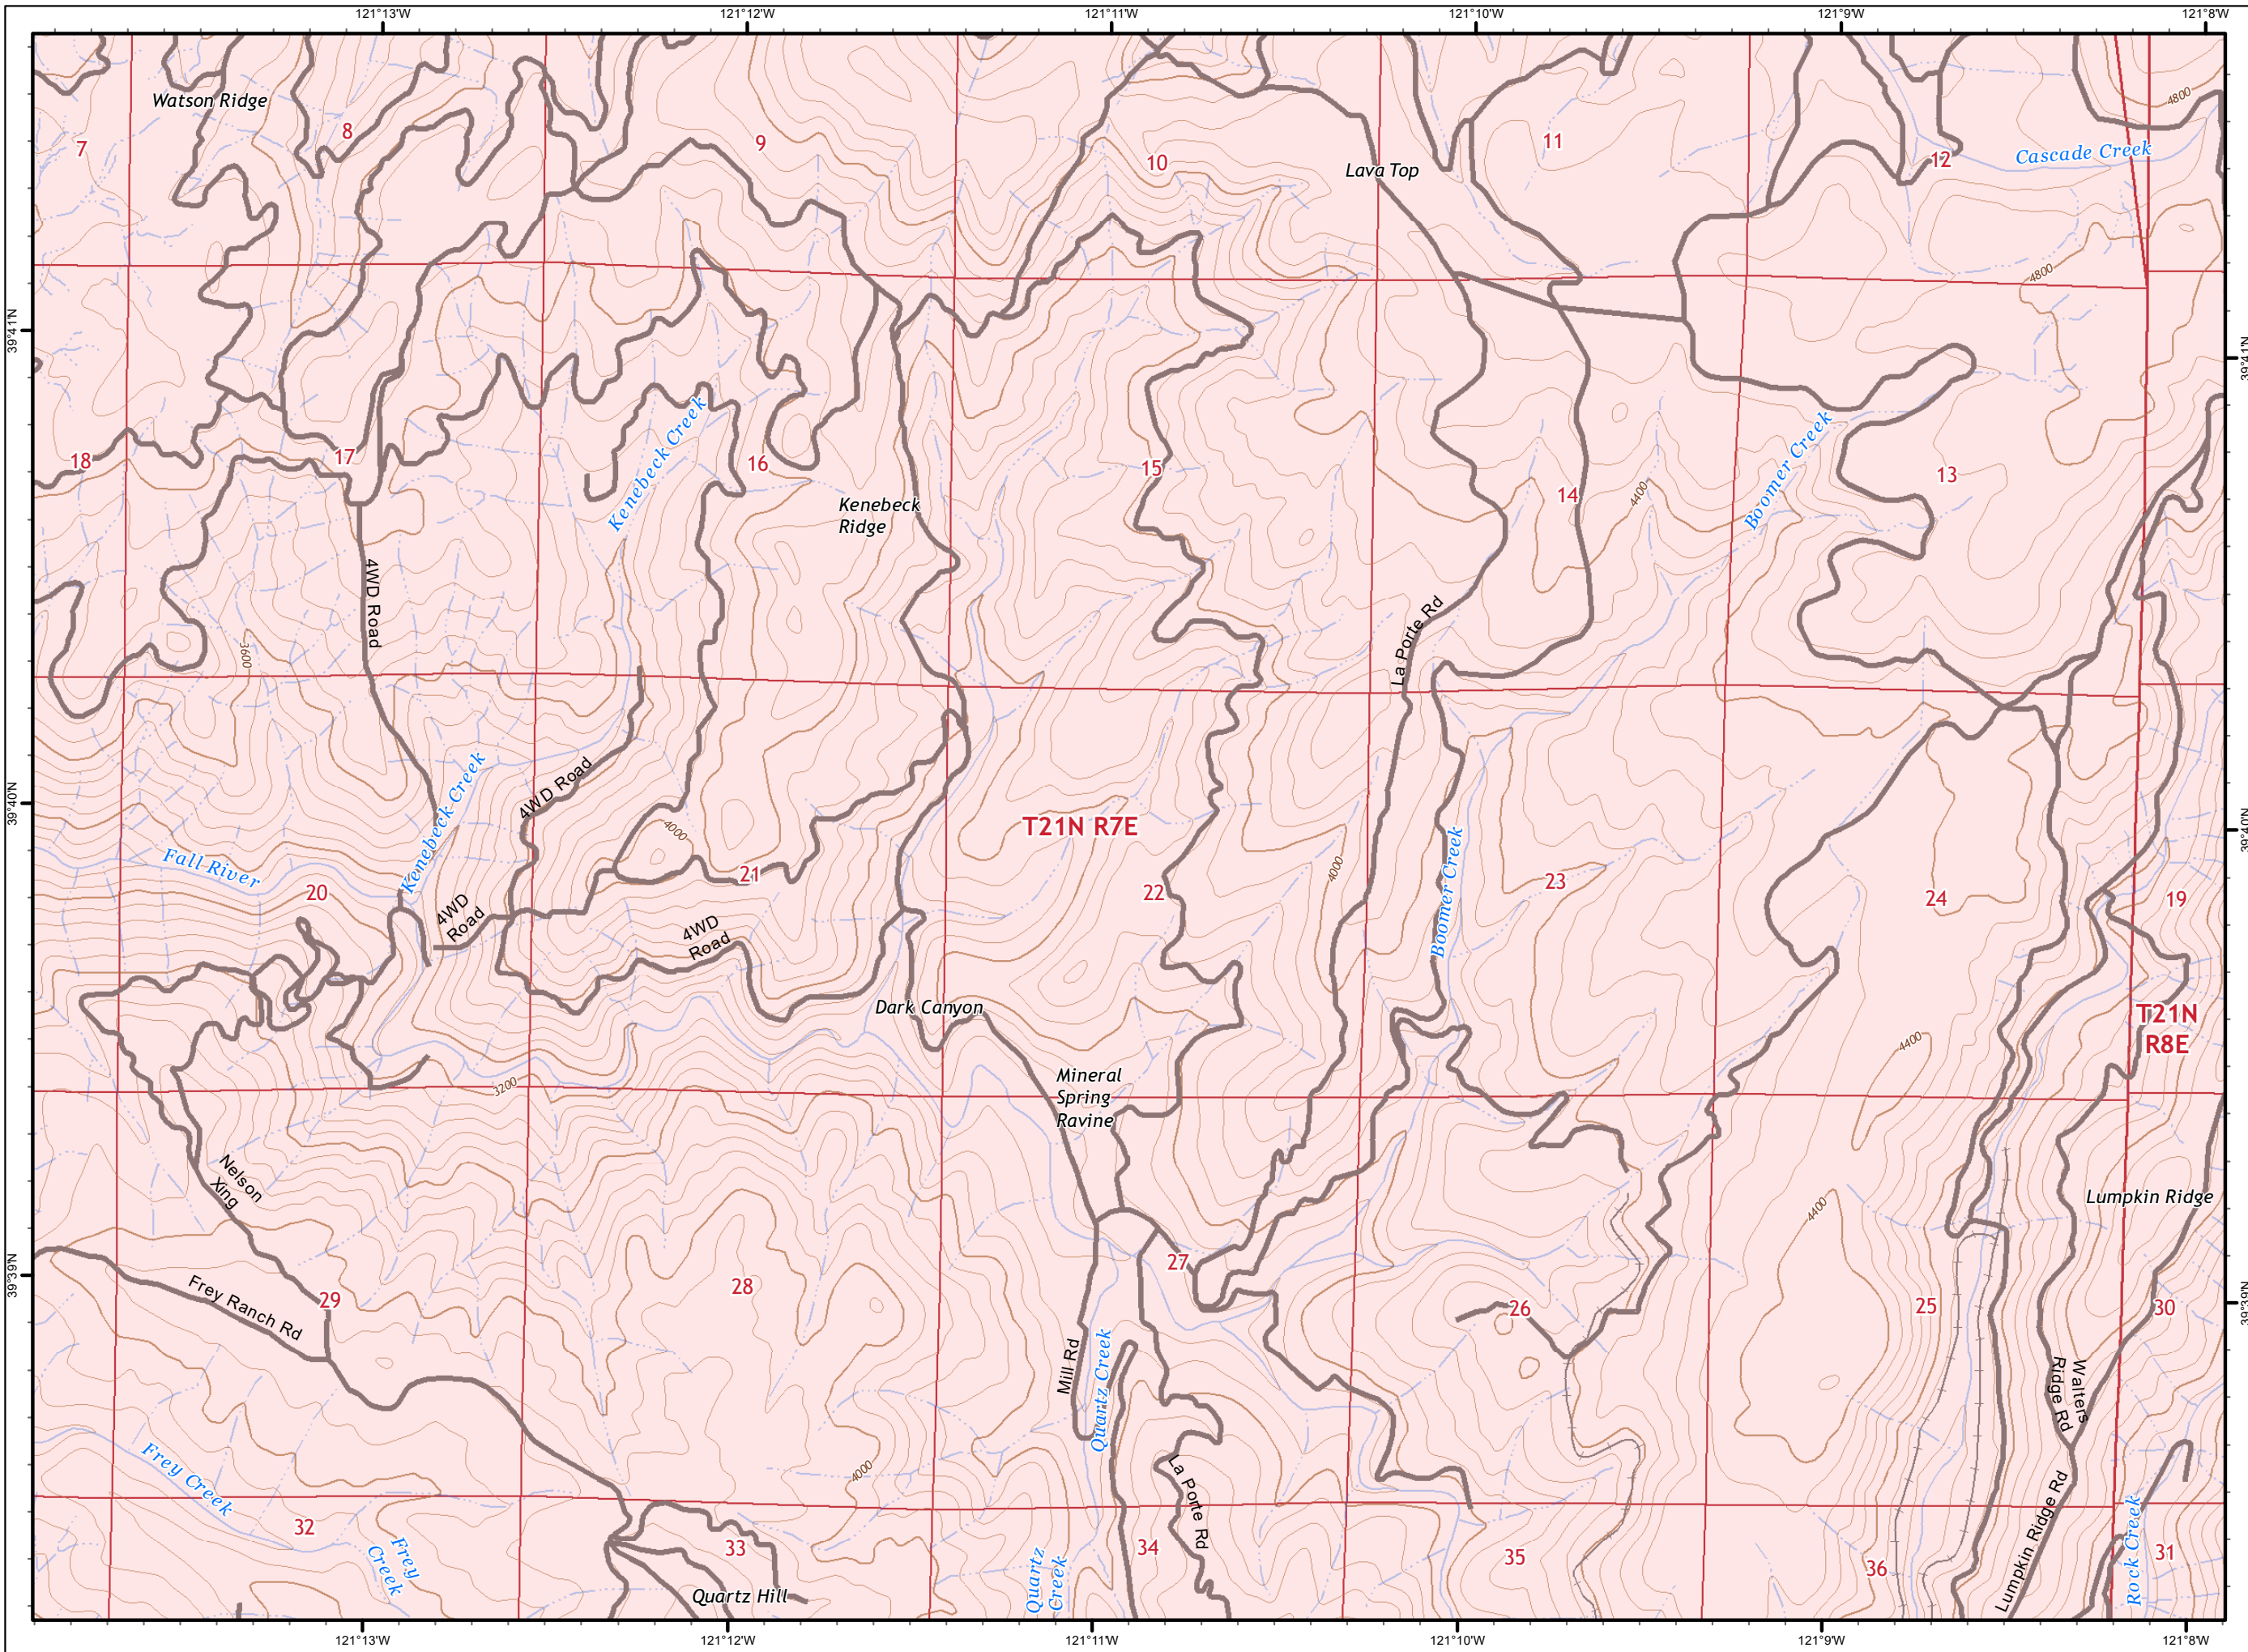 121°13'W
121°12'W
121°11'W
121°10'W
121°9'W
121°8'W
Watson Ridge
4800
7
8
9
10
11
12
Cascade Creek
Lava Top
4800
39°41'N
39°41'N
18
17
Kenebeck Creek
16
15
14
4400
Boomer Creek
13
Kenebeck
Ridge
4WD Road
3600
La Porte Rd
4WD Road
Kenebeck Creek
39°40'N
39°40'N
4000
T21N R7E
Fall River
20
21
22
4000
Boomer Creek
23
24
19
4WD
Road
4WD
Road
Dark Canyon
T21N
R8E
4400
3200
Mineral
Spring
Ravine
Nelson
Xing
4400
Lumpkin Ridge
39°39'N
39°39'N
27
Frey Ranch Rd
29
28
26
25
30
Mill Rd
Quartz Creek
Walters
Ridge Rd
Frey Creek
4000
La Porte Rd
Lumpkin Ridge Rd
Rock Creek
32
Frey
Creek
33
Quartz Hill
Quartz
Creek
34
35
36
31
121°13'W
121°12'W
121°11'W
121°10'W
121°9'W
121°8'W